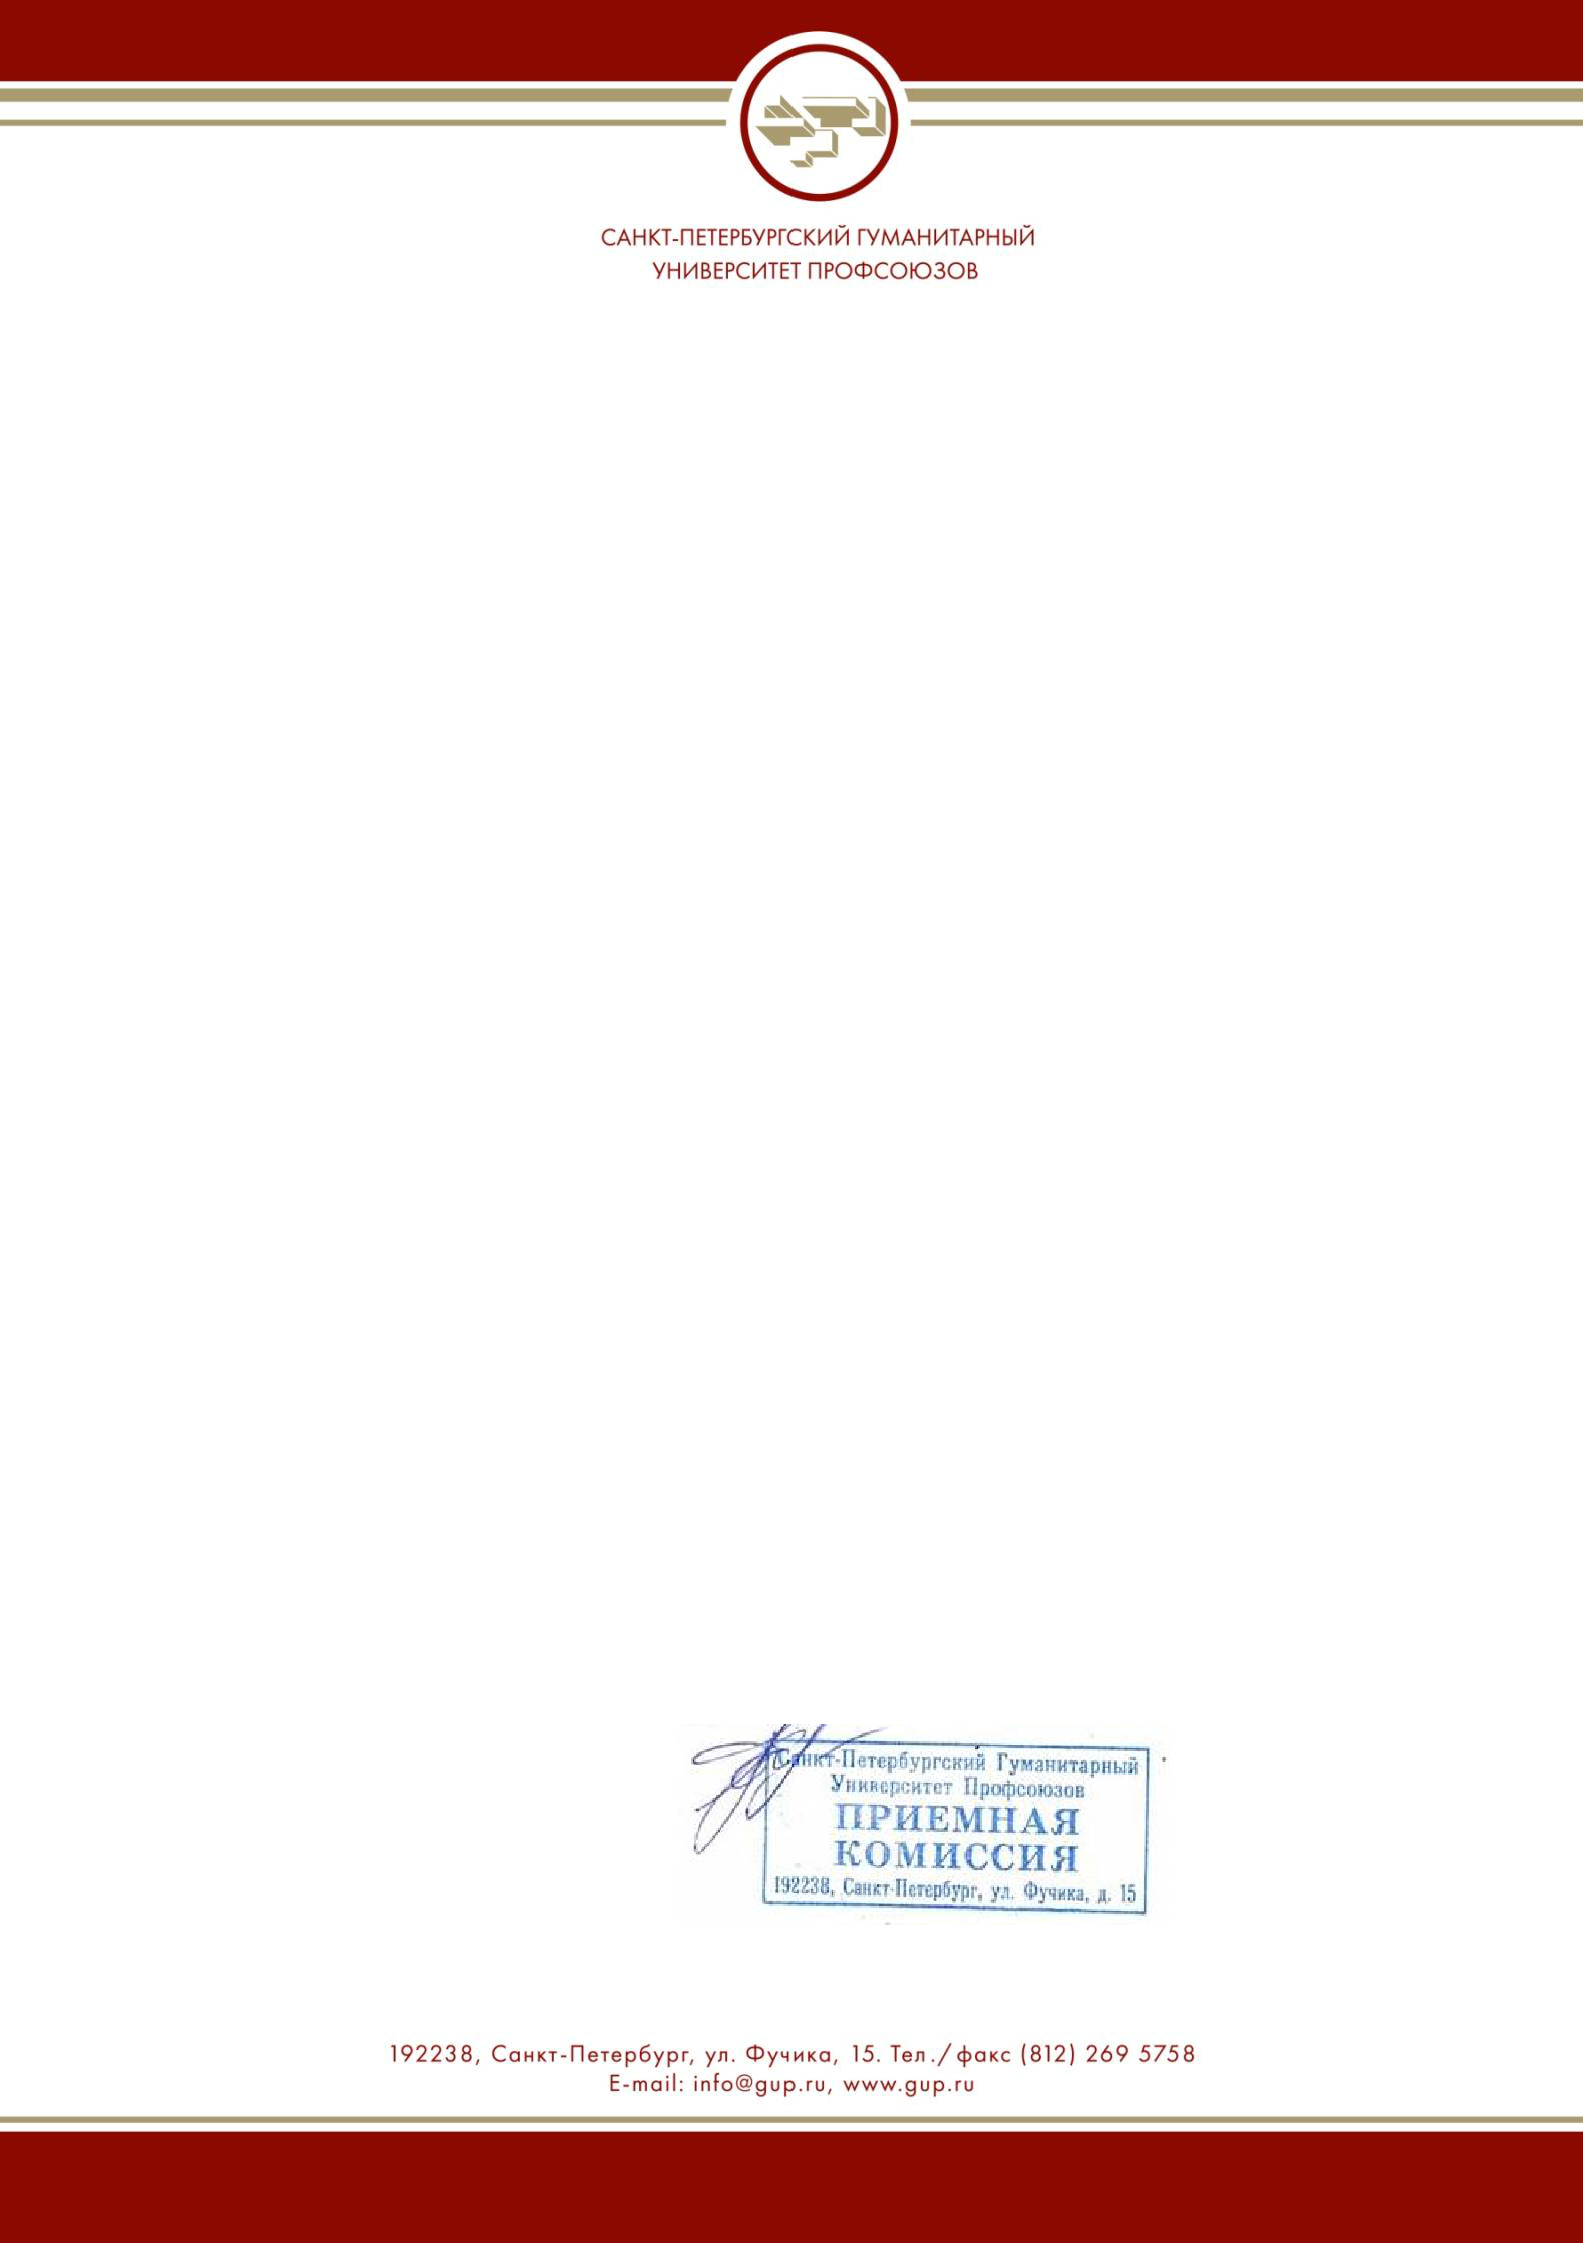 САНКТ-ПЕТЕРБУРГСКИЙ ГУМАНИТАРНЫЙ
УНИВЕРСИТЕТ ПРОФСОЮЗОВ
Санкт-Петербургский Гуманитарный
Университет Профсоюзов
ПРИЕМНАЯ
КОМИССИЯ
192238, Санкт-Петербург, ул. Фучика, д. 15
192238, Санкт-Петербург, ул. Фучика, 15. Тел./факс (812) 269 5758
E-mail: info@gup.ru, www.gup.ru